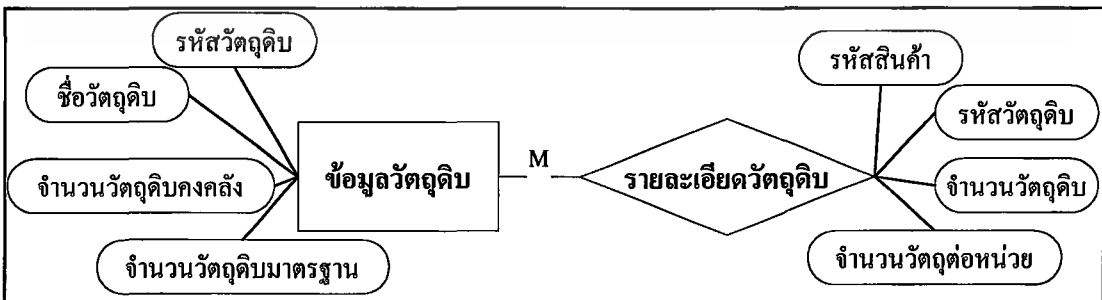 รหัสวัตถุดิบ
ชื่อวัตถุดิบ
จำนวนวัตถุดิบคงคลัง
จำนวนวัตถุดิบมาตรฐาน
ข้อมูลวัตถุดิบ
M
รายละเอียดวัตถุดิบ
รหัสสินค้า
รหัสวัตถุดิบ
จำนวนวัตถุดิบ
จำนวนวัตถุต่อหน่วย